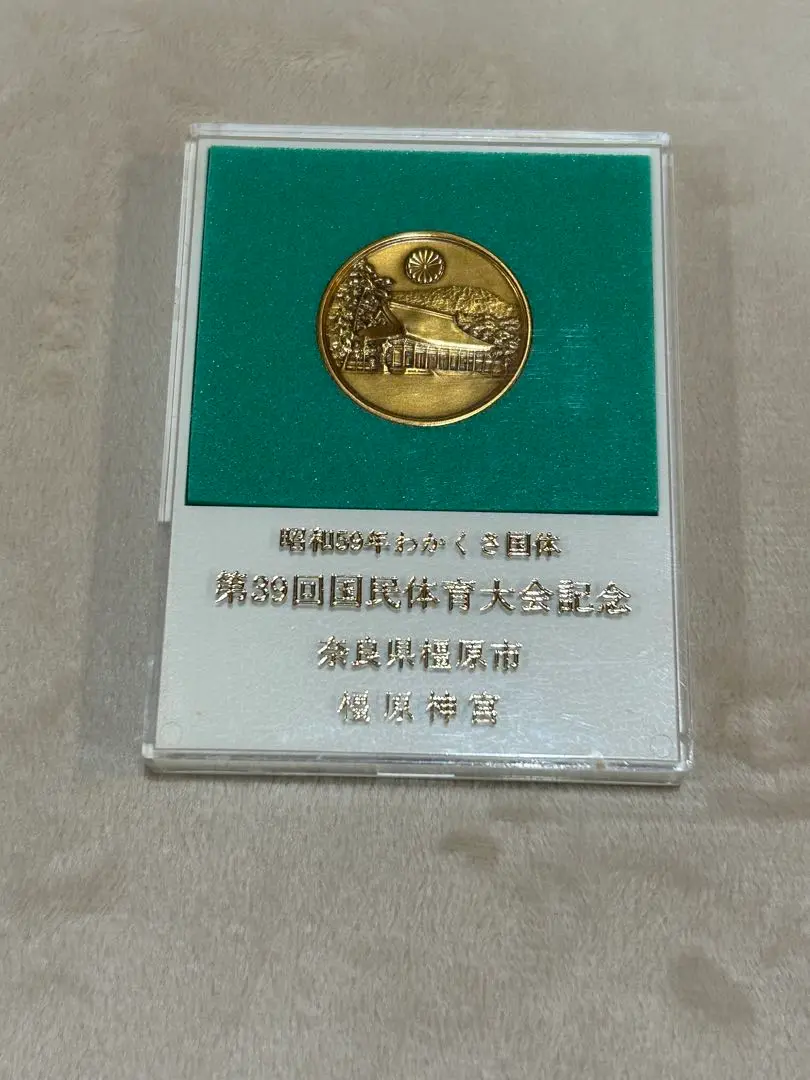 昭和59年わかくさ国体
第39回国民体育大会記念
奈良県橿原市
橿原神宮